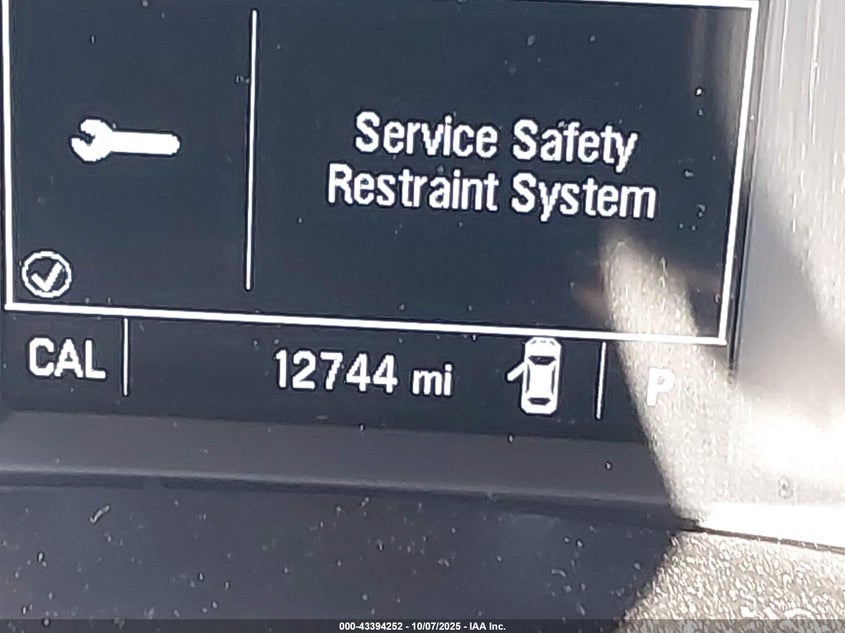 Service Safety
Restraint System
CAL 12744 mi P
000-43394252 - 10/07/2025 - IAA Inc.